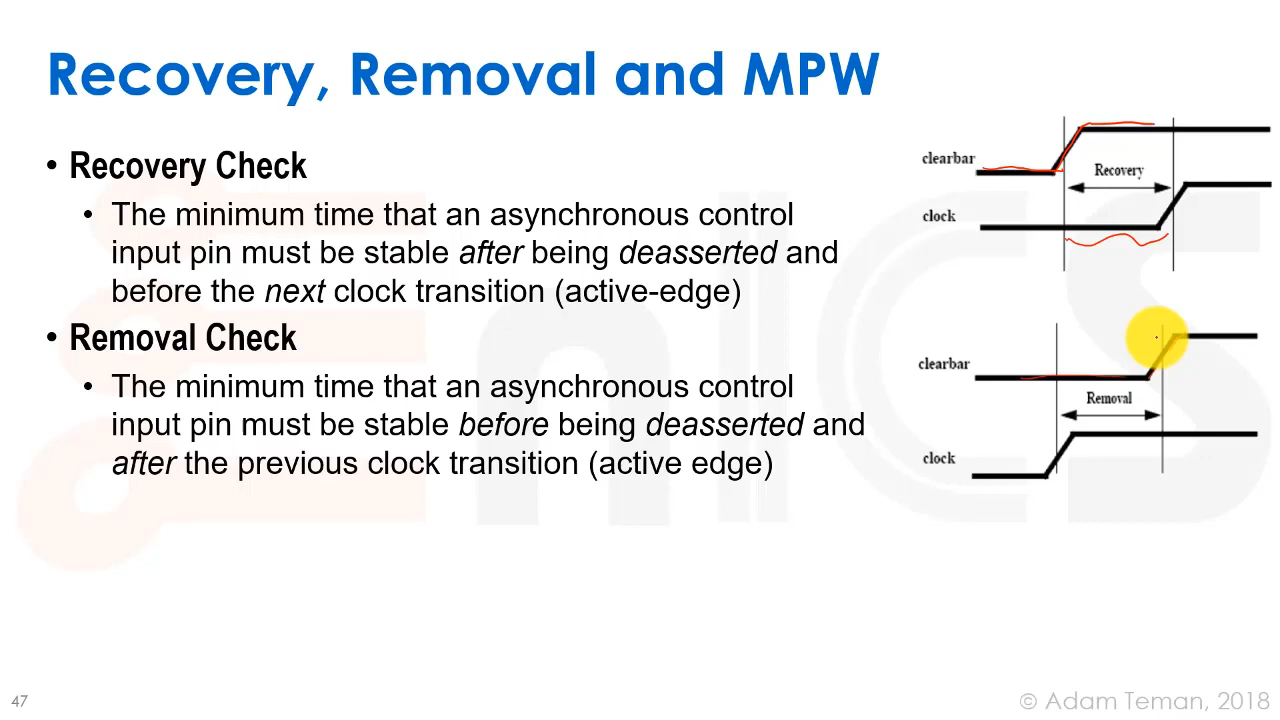 Recovery, Removal and MPW
• Recovery Check
• The minimum time that an asynchronous control
input pin must be stable after being deasserted and
before the next clock transition (active-edge)
• Removal Check
• The minimum time that an asynchronous control
input pin must be stable before being deasserted and
after the previous clock transition (active edge)
clearbar
Recovery
clock
clearbar
Removal
clock
47
© Adam Teman, 2018
EnICS